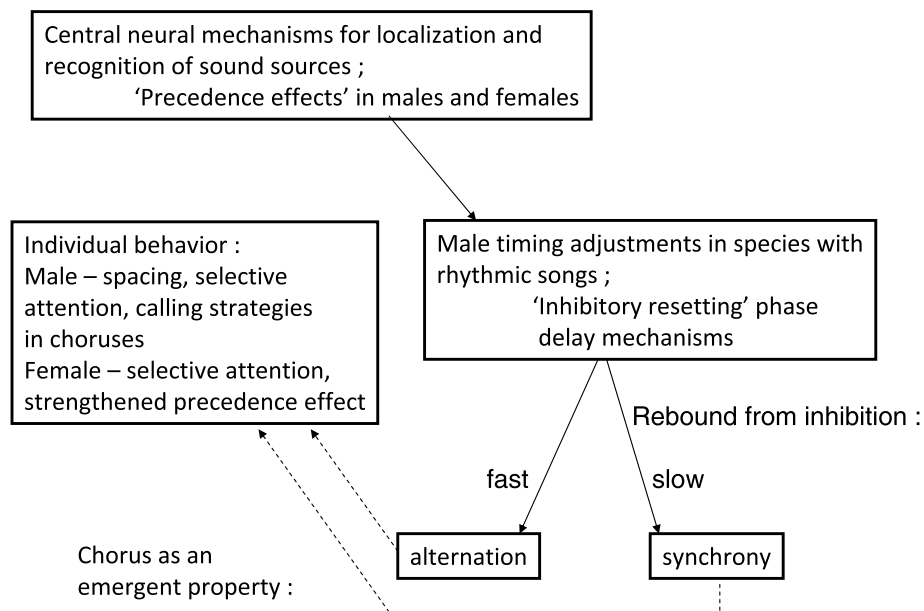 Central neural mechanisms for localization and
recognition of sound sources ;
‘Precedence effects’ in males and females
Individual behavior :
Male – spacing, selective
attention, calling strategies
in choruses
Female – selective attention,
strengthened precedence effect
Male timing adjustments in species with
rhythmic songs ;
‘Inhibitory resetting’ phase
delay mechanisms
Rebound from inhibition :
fast
slow
alternation
synchrony
Chorus as an
emergent property :